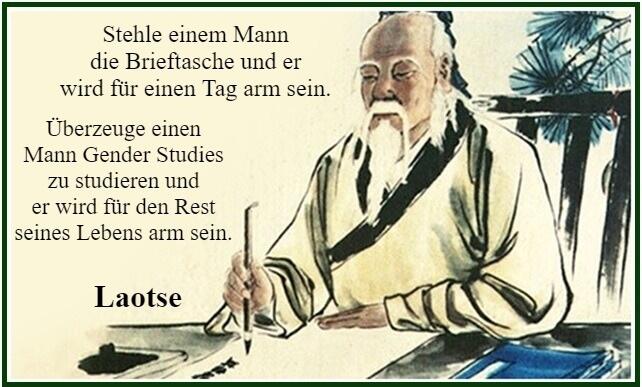 Stehle einem Mann
die Brieftasche und er
wird für einen Tag arm sein.
Überzeuge einen
Mann Gender Studies
zu studieren und
er wird für den Rest
seines Lebens arm sein.
Laotse